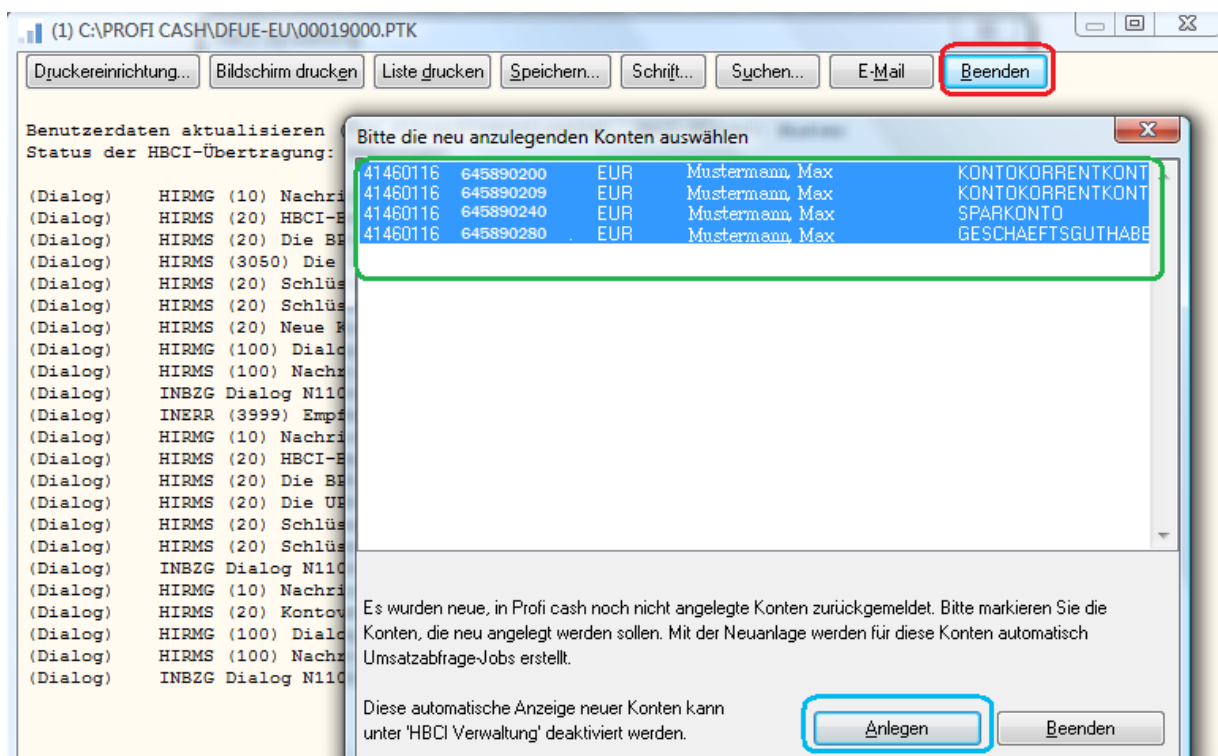 (1) C:\PROFI CASH\DFUE-EU\00019000.PTK
Druckereinrichtung... Bildschirm drucken Liste drucken Speichern... Schrift... Suchen... E-Mail Beenden
Benutzerdaten aktualisieren
Status der HBCI-Übertragung:
(Dialog) HIRMG (10) Nachri
(Dialog) HIRMS (20) HBCI-
(Dialog) HIRMS (20) Die BP
(Dialog) HIRMS (3050) Die
(Dialog) HIRMS (20) Schlüs
(Dialog) HIRMS (20) Schlüs
(Dialog) HIRMS (20) Neue
(Dialog) HIRMG (100) Dialo
(Dialog) HIRMS (100) Nachr
(Dialog) INBZG Dialog N110
(Dialog) INERR (3999) Empf
(Dialog) HIRMG (10) Nachri
(Dialog) HIRMS (20) HBCI-
(Dialog) HIRMS (20) Die BP
(Dialog) HIRMS (20) Die UP
(Dialog) HIRMS (20) Schlüs
(Dialog) HIRMS (20) Schlüs
(Dialog) INBZG Dialog N110
(Dialog) HIRMG (10) Nachri
(Dialog) HIRMS (20) Kontov
(Dialog) HIRMG (100) Dialo
(Dialog) HIRMS (100) Nachr
(Dialog) INBZG Dialog N110
Bitte die neu anzulegenden Konten auswählen
41460116 645890200 EUR Mustermann, Max KONTOKORRENTKONT
41460116 645890209 EUR Mustermann, Max KONTOKORRENTKONT
41460116 645890240 EUR Mustermann, Max SPARKONTO
41460116 645890280 . EUR Mustermann, Max GESCHAEFTSGUTHABE
Es wurden neue, in Profi cash noch nicht angelegte Konten zurückgemeldet. Bitte markieren Sie die
Konten, die neu angelegt werden sollen. Mit der Neuanlage werden für diese Konten automatisch
Umsatzabfrage-Jobs erstellt.
Diese automatische Anzeige neuer Konten kann
unter 'HBCI Verwaltung' deaktiviert werden.
Anlegen Beenden